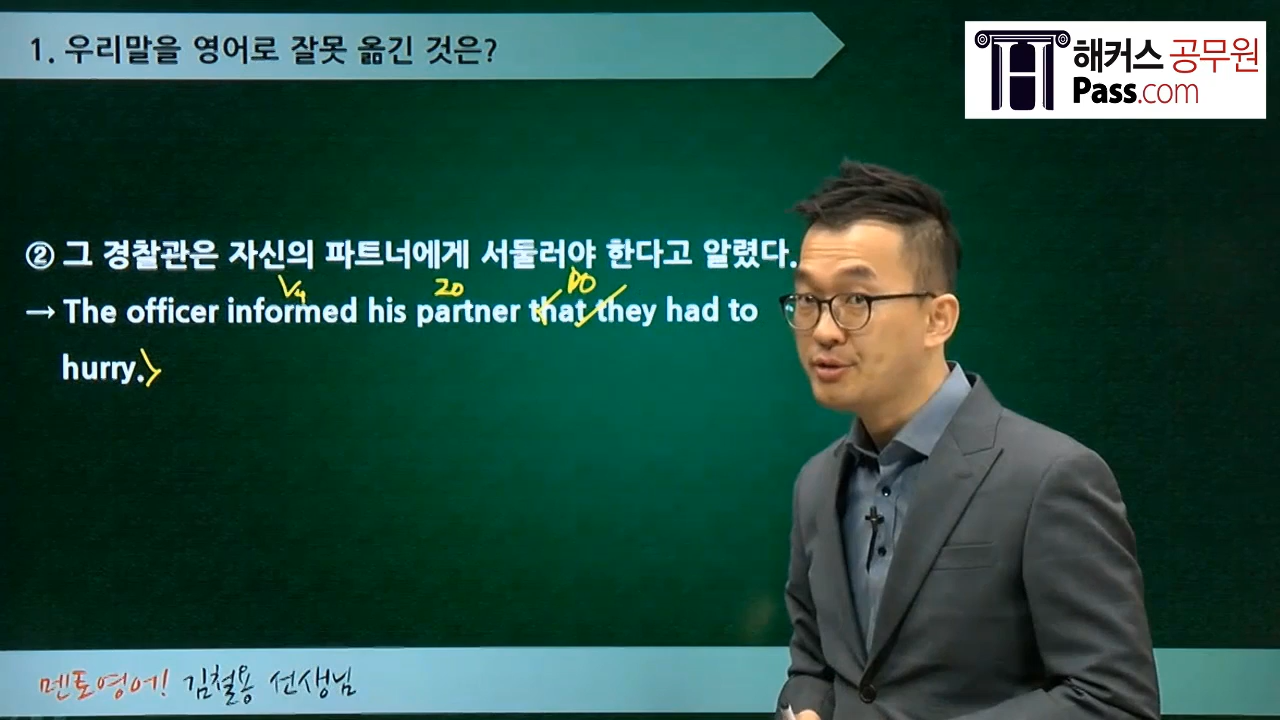 1. 우리말을 영어로 잘못 옮긴 것은?
해커스 공무원
Pass.com
② 그 경찰관은 자신의 파트너에게 서둘러야 한다고 알렸다.
V4 IO DO
→ The officer informed his partner that they had to
hurry.
멘토영어! 김철용 선생님